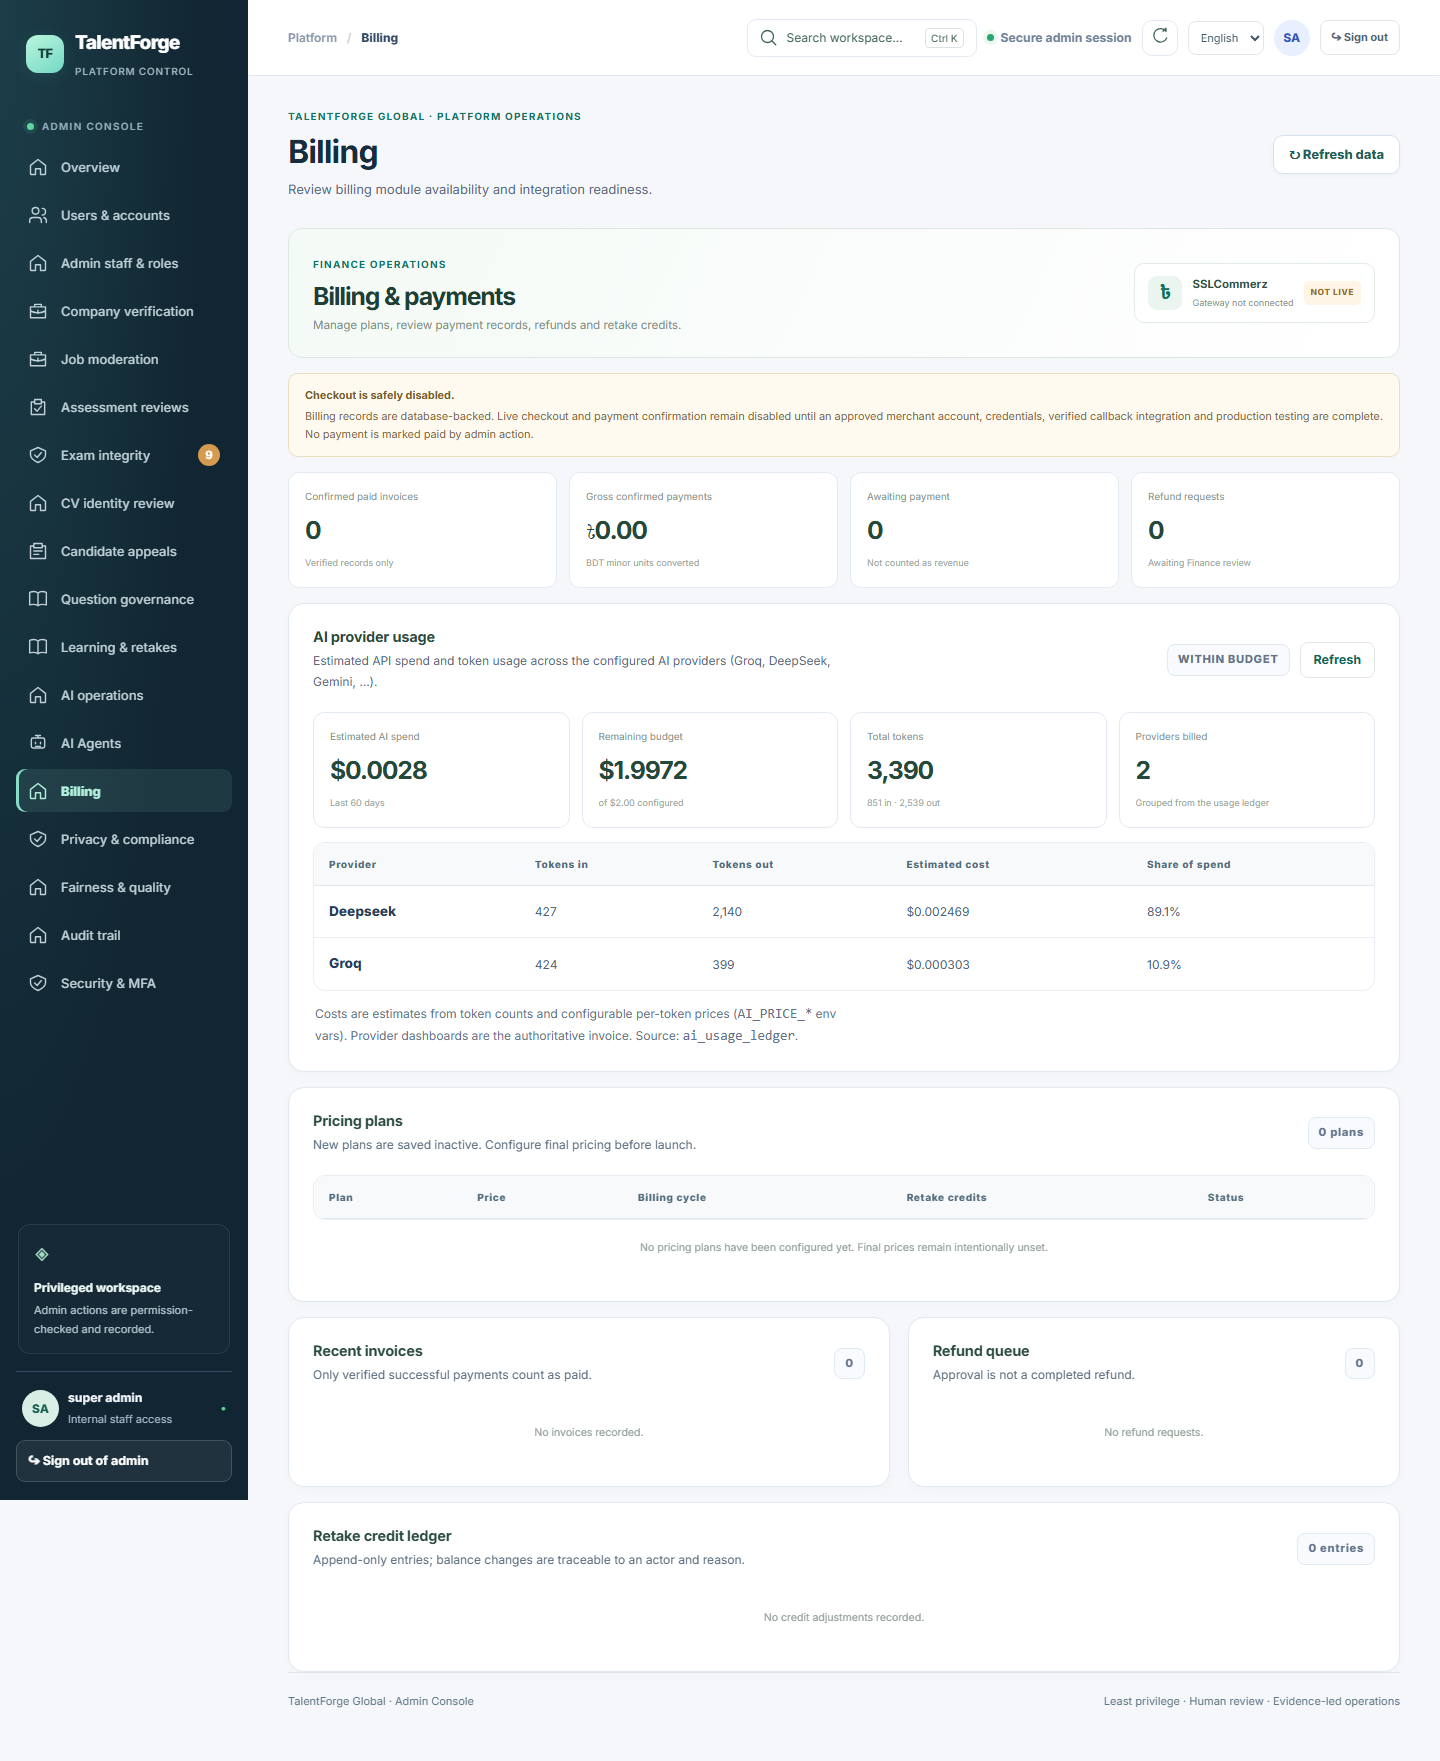 TF
TalentForge
PLATFORM CONTROL
ADMIN CONSOLE
Overview
Users & accounts
Admin staff & roles
Company verification
Job moderation
Assessment reviews
Exam integrity
9
CV identity review
Candidate appeals
Question governance
Learning & retakes
AI operations
AI Agents
Billing
Privacy & compliance
Fairness & quality
Audit trail
Security & MFA
Privileged workspace
Admin actions are permission-
checked and recorded.
SA
super admin
Internal staff access
↪ Sign out of admin
Platform / Billing
Search workspace...
Ctrl K
Secure admin session
English
SA
↪ Sign out
TALENTFORGE GLOBAL · PLATFORM OPERATIONS
Billing
Review billing module availability and integration readiness.
↻ Refresh data
FINANCE OPERATIONS
Billing & payments
Manage plans, review payment records, refunds and retake credits.
৳
SSLCommerz
Gateway not connected
NOT LIVE
Checkout is safely disabled.
Billing records are database-backed. Live checkout and payment confirmation remain disabled until an approved merchant account, credentials, verified callback integration and production testing are complete.
No payment is marked paid by admin action.
Confirmed paid invoices
0
Verified records only
Gross confirmed payments
৳0.00
BDT minor units converted
Awaiting payment
0
Not counted as revenue
Refund requests
0
Awaiting Finance review
AI provider usage
Estimated API spend and token usage across the configured AI providers (Groq, DeepSeek,
Gemini, ...).
WITHIN BUDGET
Refresh
Estimated AI spend
$0.0028
Last 60 days
Remaining budget
$1.9972
of $2.00 configured
Total tokens
3,390
851 in · 2,539 out
Providers billed
2
Grouped from the usage ledger
Provider Tokens in Tokens out Estimated cost Share of spend
Deepseek 427 2,140 $0.002469 89.1%
Groq 424 399 $0.000303 10.9%
Costs are estimates from token counts and configurable per-token prices (AI_PRICE_* env
vars). Provider dashboards are the authoritative invoice. Source: ai_usage_ledger.
Pricing plans
New plans are saved inactive. Configure final pricing before launch.
0 plans
Plan Price Billing cycle Retake credits Status
No pricing plans have been configured yet. Final prices remain intentionally unset.
Recent invoices
Only verified successful payments count as paid.
0
No invoices recorded.
Refund queue
Approval is not a completed refund.
0
No refund requests.
Retake credit ledger
Append-only entries; balance changes are traceable to an actor and reason.
0 entries
No credit adjustments recorded.
TalentForge Global · Admin Console
Least privilege · Human review · Evidence-led operations